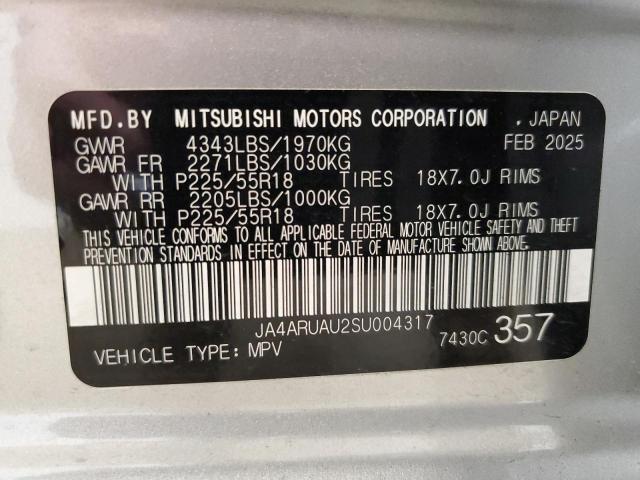 MFD.BY MITSUBISHI MOTORS CORPORATION . JAPAN
GVWR 4343LBS/1970KG FEB 2025
GAWR FR 2271LBS/1030KG
WITH P225/55R18 TIRES 18X7.0J RIMS
GAWR RR 2205LBS/1000KG
WITH P225/55R18 TIRES 18X7.0J RIMS
THIS VEHICLE CONFORMS TO ALL APPLICABLE FEDERAL MOTOR VEHICLE SAFETY AND THEFT
PREVENTION STANDARDS IN EFFECT ON THE DATE OF MANUFACTURE SHOWN ABOVE.
JA4ARUAU2SU004317
VEHICLE TYPE: MPV 7430C 357